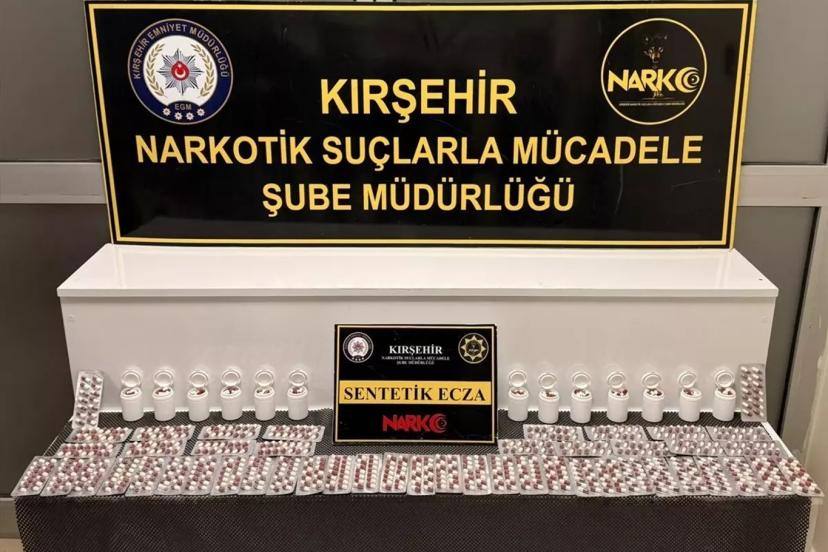 KIRŞEHİR EMNİYET MÜDÜRLÜĞÜ
EGM
NARKO
KIRŞEHİR
NARKOTİK SUÇLARLA MÜCADELE
ŞUBE MÜDÜRLÜĞÜ
KIRŞEHİR
NARKOTİK SUÇLARLA MÜCADELE
ŞUBE MÜDÜRLÜĞÜ
SENTETİK ECZA
NARKO